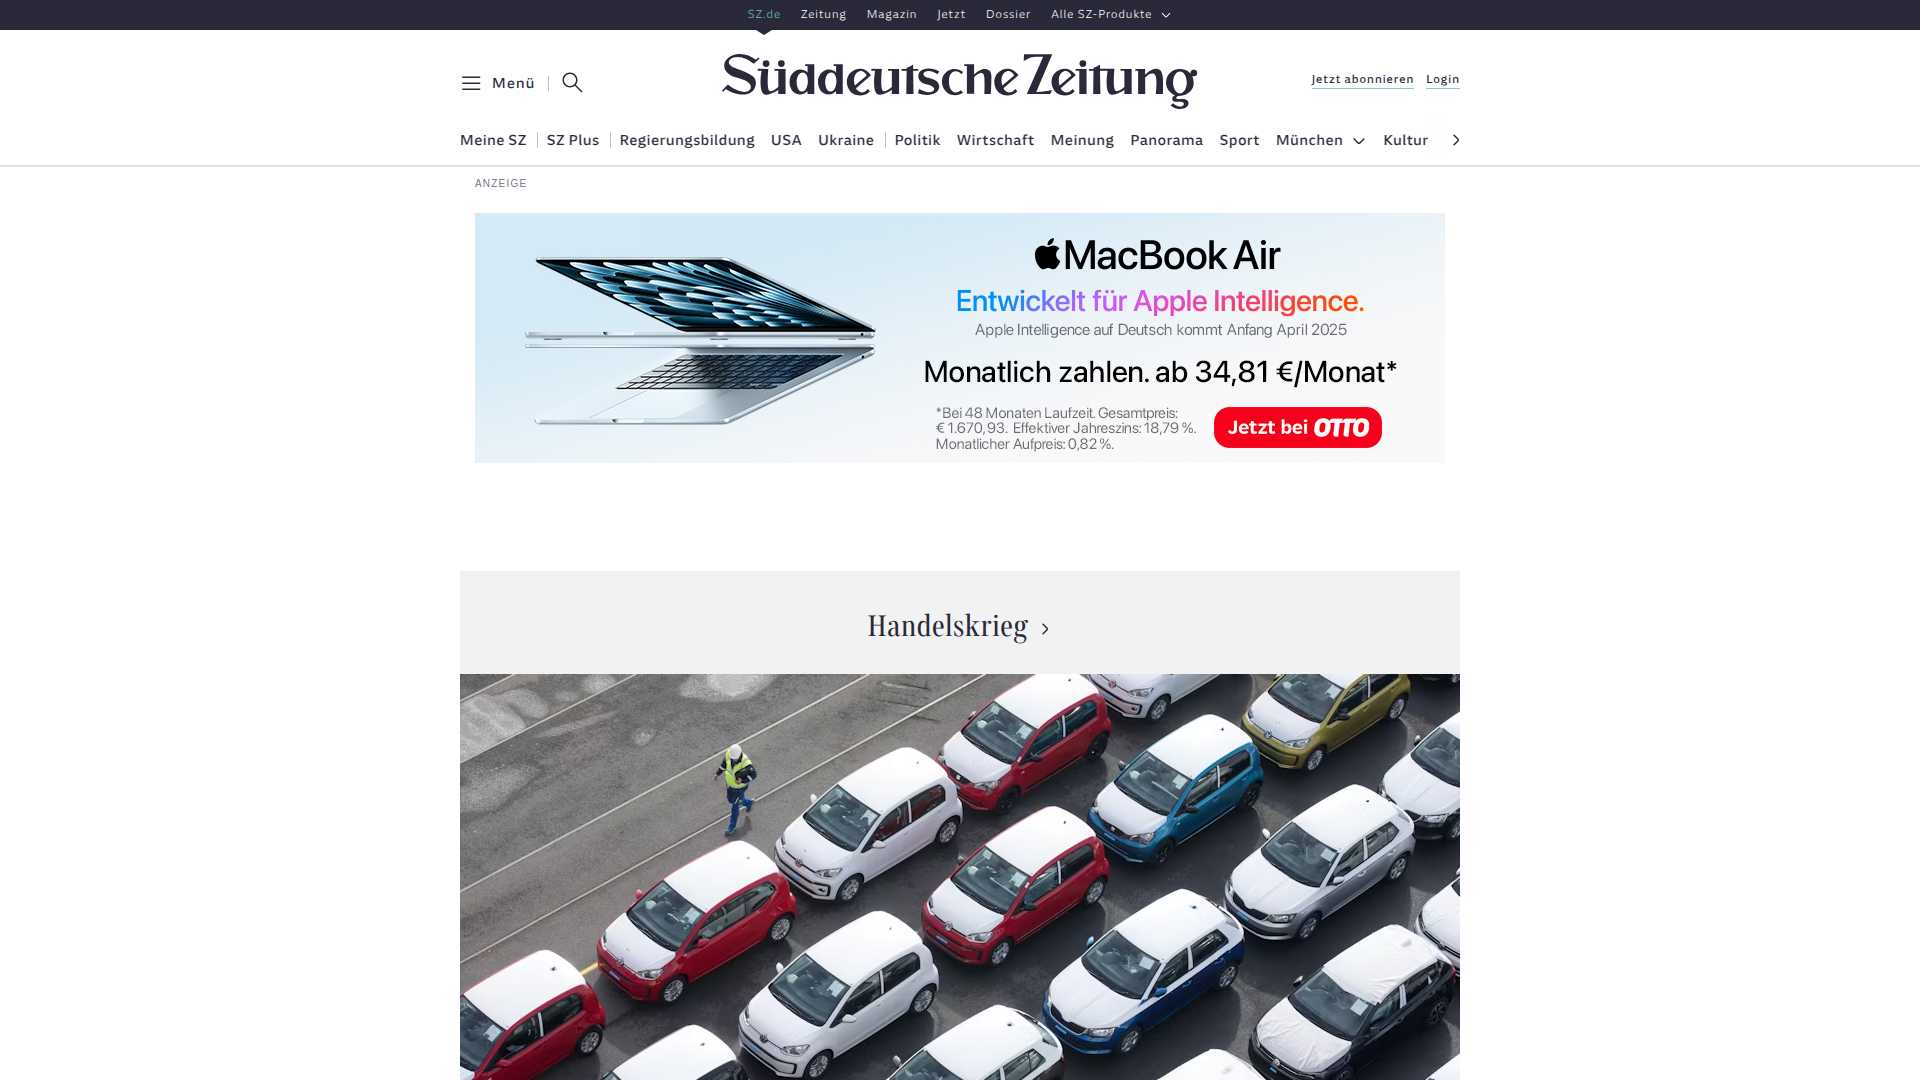 SZ.de Zeitung Magazin Jetzt Dossier Alle SZ-Produkte
Menü
Süddeutsche Zeitung
Jetzt abonnieren Login
Meine SZ SZ Plus Regierungsbildung USA Ukraine Politik Wirtschaft Meinung Panorama Sport München Kultur
ANZEIGE
MacBook Air
Entwickelt für Apple Intelligence.
Apple Intelligence auf Deutsch kommt Anfang April 2025
Monatlich zahlen. ab 34,81 €/Monat*
*Bei 48 Monaten Laufzeit. Gesamtpreis:
€ 1.670,93. Effektiver Jahreszins: 18,79 %.
Monatlicher Aufpreis: 0,82 %.
Jetzt bei OTTO
Handelskrieg